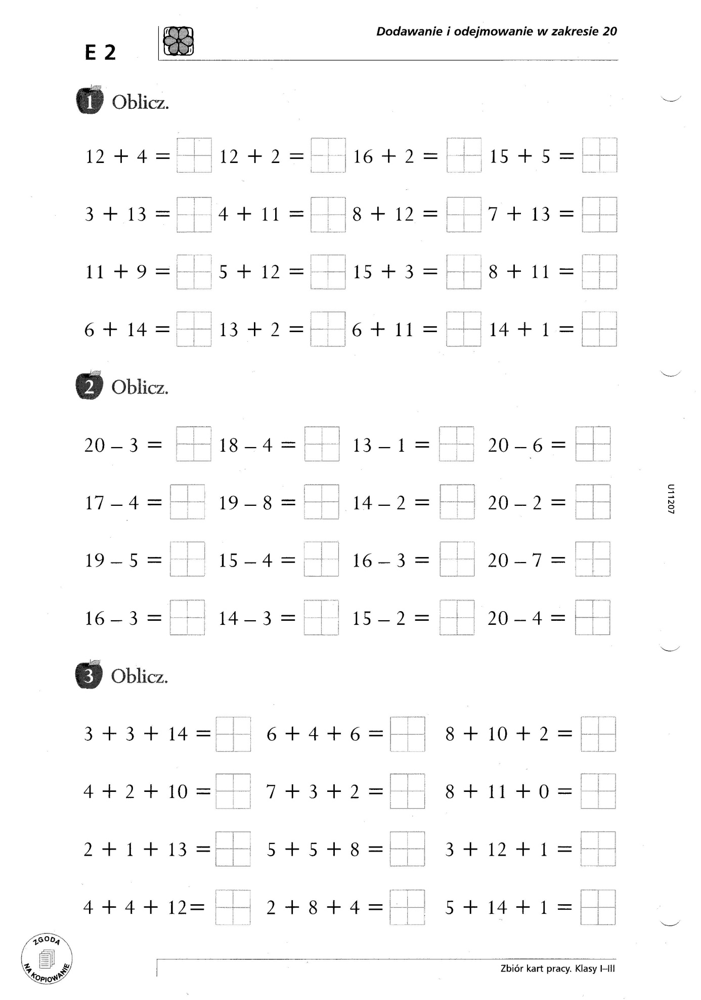 Dodawanie i odejmowanie w zakresie 20
E 2
1 Oblicz.
12 + 4 = 12 + 2 = 16 + 2 = 15 + 5 =
3 + 13 = 4 + 11 = 8 + 12 = 7 + 13 =
11 + 9 = 5 + 12 = 15 + 3 = 8 + 11 =
6 + 14 = 13 + 2 = 6 + 11 = 14 + 1 =
2 Oblicz.
20 – 3 = 18 – 4 = 13 – 1 = 20 – 6 =
17 – 4 = 19 – 8 = 14 – 2 = 20 – 2 =
19 – 5 = 15 – 4 = 16 – 3 = 20 – 7 =
16 – 3 = 14 – 3 = 15 – 2 = 20 – 4 =
U11207
3 Oblicz.
3 + 3 + 14 = 6 + 4 + 6 = 8 + 10 + 2 =
4 + 2 + 10 = 7 + 3 + 2 = 8 + 11 + 0 =
2 + 1 + 13 = 5 + 5 + 8 = 3 + 12 + 1 =
4 + 4 + 12= 2 + 8 + 4 = 5 + 14 + 1 =
ZGODA
NA KOPIOWANIE
Zbiór kart pracy. Klasy I–III